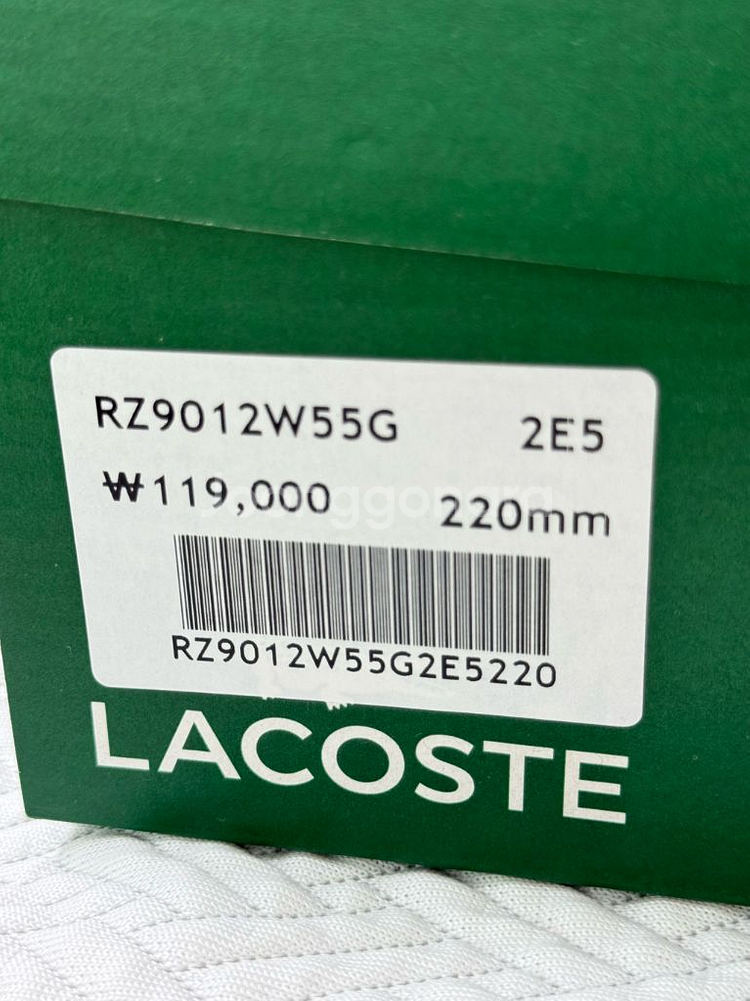 RZ9012W55G 2E5
₩119,000 220mm
RZ9012W55G2E5220
LACOSTE